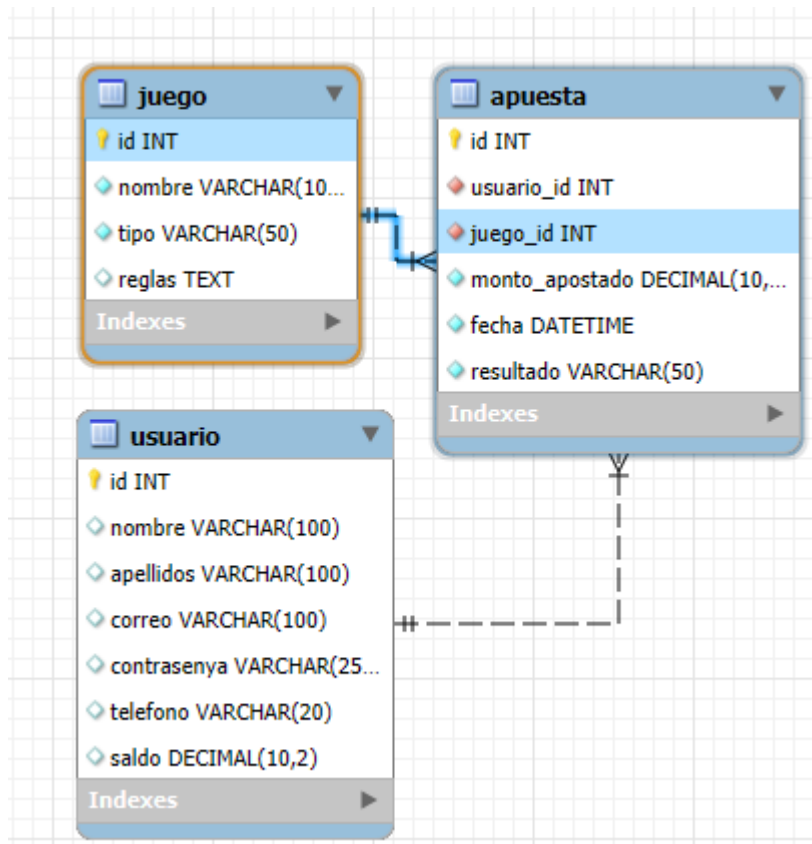 juego
id INT
nombre VARCHAR(10...
tipo VARCHAR(50)
reglas TEXT
Indexes
apuesta
id INT
usuario_id INT
juego_id INT
monto_apostado DECIMAL(10,...
fecha DATETIME
resultado VARCHAR(50)
Indexes
usuario
id INT
nombre VARCHAR(100)
apellidos VARCHAR(100)
correo VARCHAR(100)
contrasenya VARCHAR(25...
telefono VARCHAR(20)
saldo DECIMAL(10,2)
Indexes